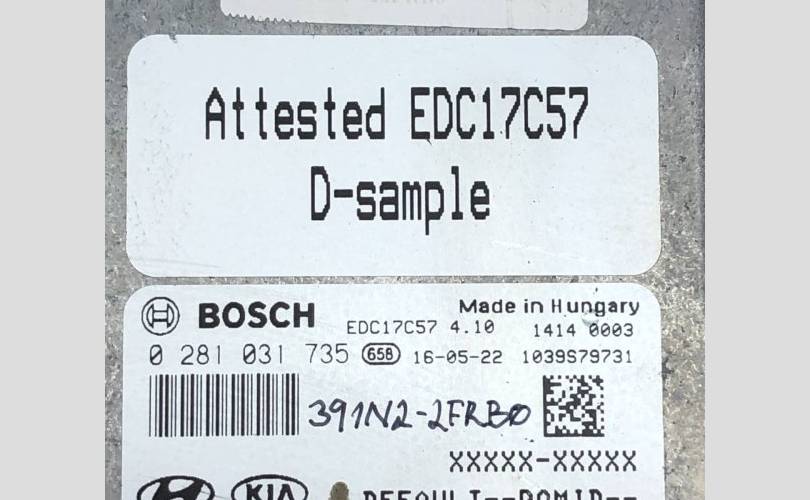 Attested EDC17C57
D-sample
BOSCH
Made in Hungary
EDC17C57 4.10 1414 0003
0 281 031 735 658 16-05-22 1039S79731
391N2-2FRB0
XXXXX-XXXXX
KIA